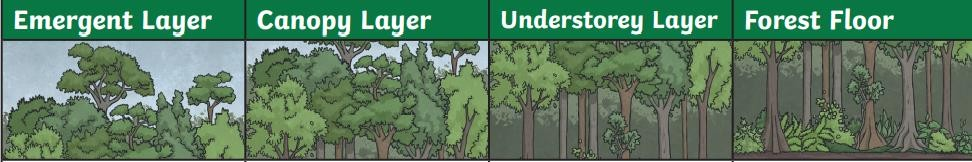 Emergent Layer
Canopy Layer
Understorey Layer
Forest Floor